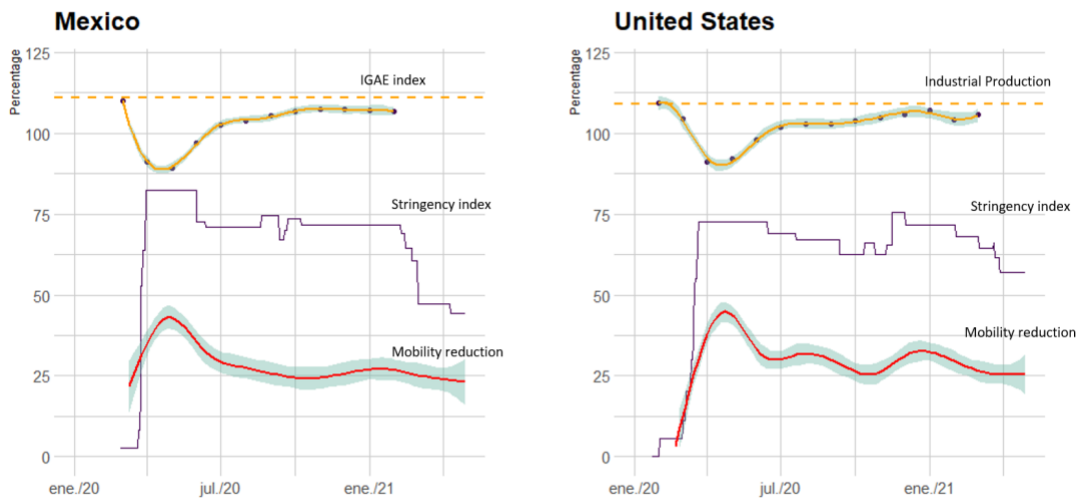 Mexico
Percentage
125
100
75
50
25
0
IGAE index
Stringency index
Mobility reduction
ene./20
jul./20
ene./21
United States
Percentage
125
100
75
50
25
0
Industrial Production
Stringency index
Mobility reduction
ene./20
jul./20
ene./21